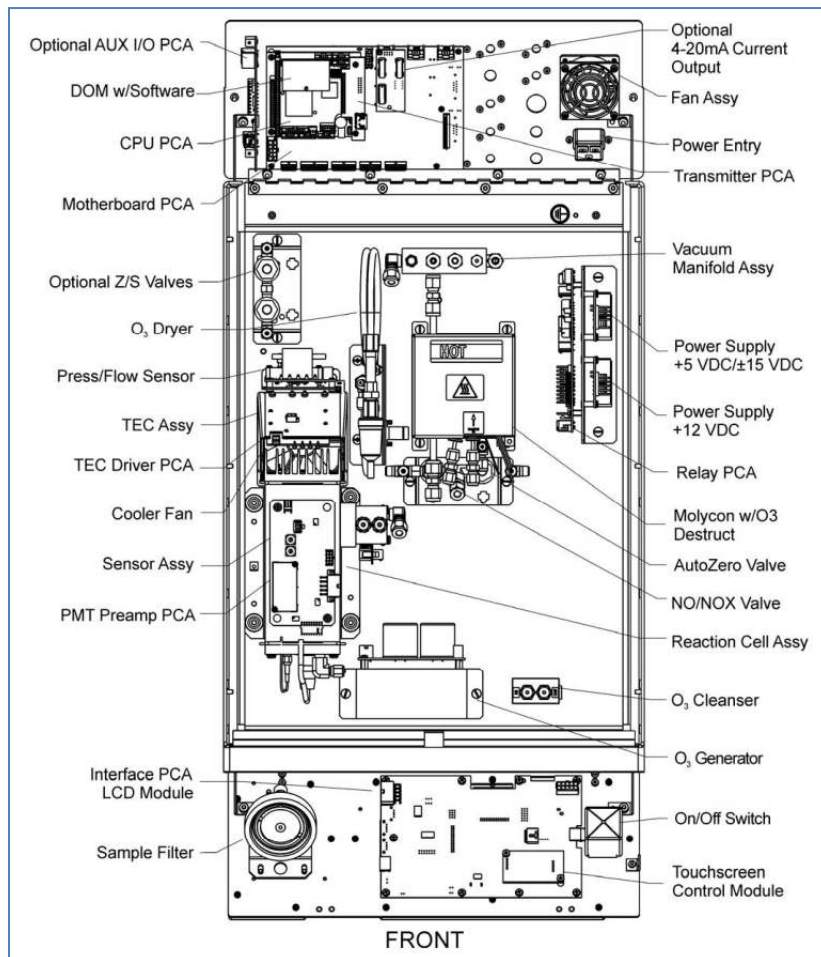 Optional AUX I/O PCA
DOM w/Software
CPU PCA
Motherboard PCA
Optional Z/S Valves
O₃ Dryer
Press/Flow Sensor
TEC Assy
TEC Driver PCA
Cooler Fan
Sensor Assy
PMT Preamp PCA
Interface PCA
LCD Module
Sample Filter
Optional
4-20mA Current
Output
Fan Assy
Power Entry
Transmitter PCA
Vacuum
Manifold Assy
HOT
Power Supply
+5 VDC/±15 VDC
Power Supply
+12 VDC
Relay PCA
Molycon w/O3
Destruct
AutoZero Valve
NO/NOX Valve
Reaction Cell Assy
O₃ Cleanser
O₃ Generator
On/Off Switch
Touchscreen
Control Module
FRONT